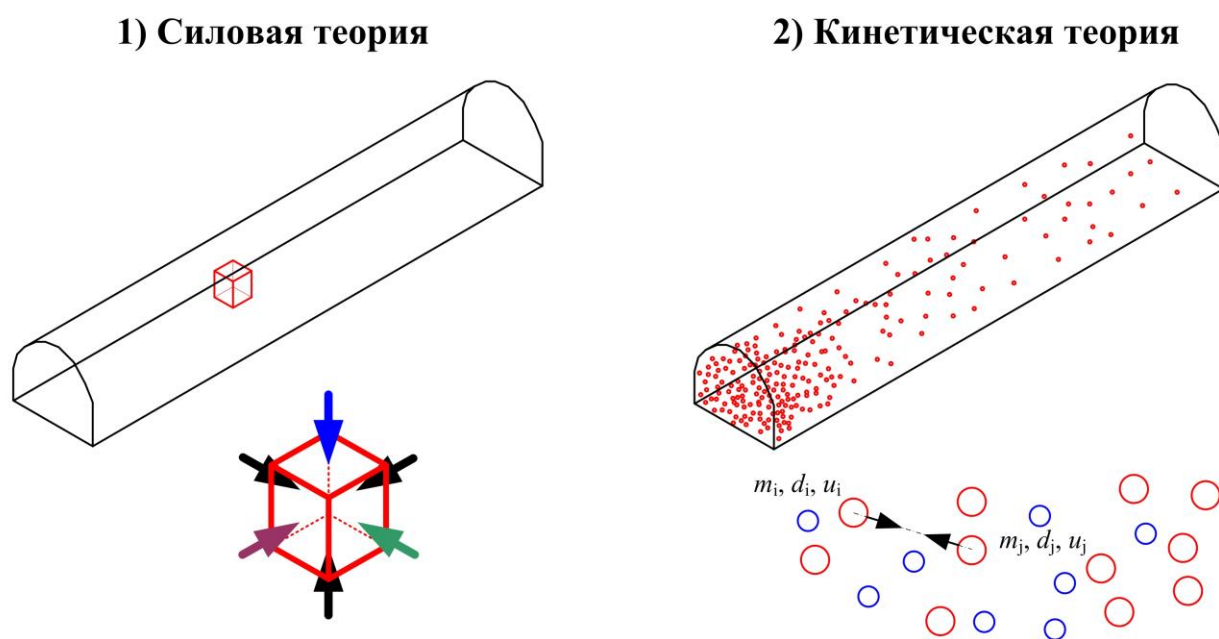 1) Силовая теория
2) Кинетическая теория
mi, di, ui
mj, dj, uj